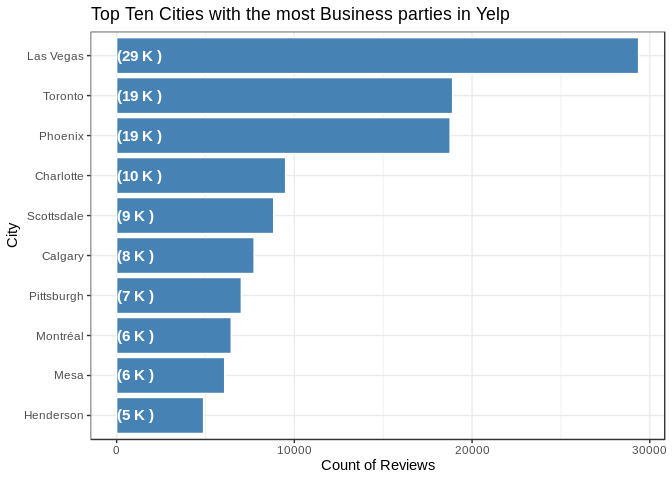 Top Ten Cities with the most Business parties in Yelp
Las Vegas (29 K )
Toronto (19 K )
Phoenix (19 K )
Charlotte (10 K )
Scottsdale (9 K )
Calgary (8 K )
Pittsburgh (7 K )
Montréal (6 K )
Mesa (6 K )
Henderson (5 K )
City
0 10000 20000 30000
Count of Reviews